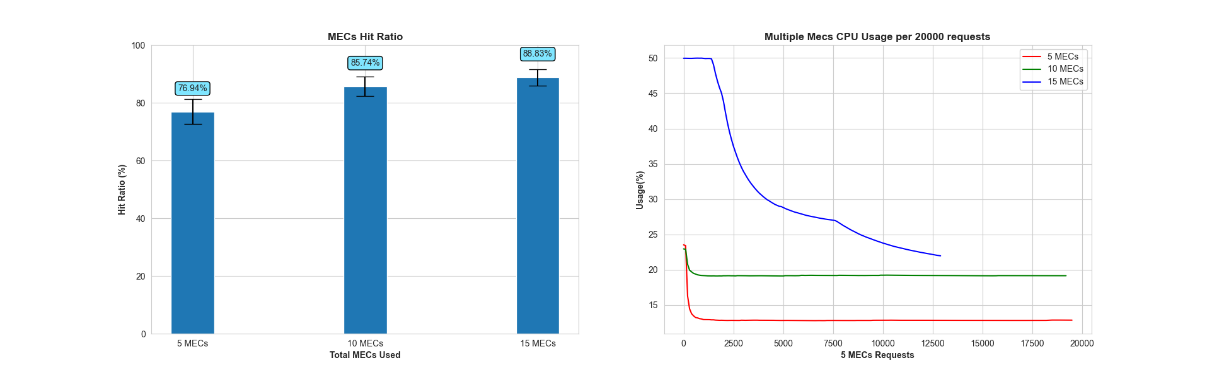 MECs Hit Ratio
100
80
60
40
20
0
Hit Ratio (%)
76.94%
85.74%
88.83%
5 MECs
10 MECs
15 MECs
Total MECs Used
Multiple Mecs CPU Usage per 20000 requests
50
45
40
35
30
25
20
15
Usage(%)
5 MECs
10 MECs
15 MECs
0
2500
5000
7500
10000
12500
15000
17500
20000
5 MECs Requests